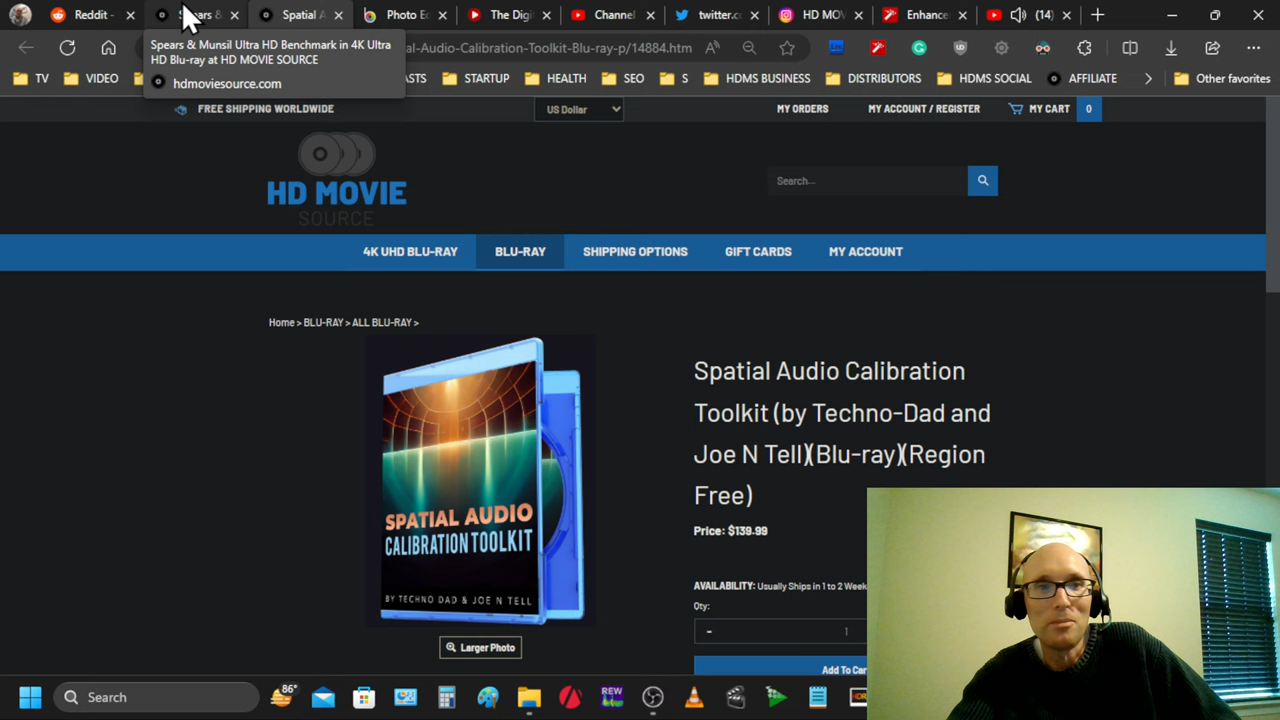 Reddit -
Spears &
Spatial A
Photo Ec
The Digi
Channel
twitter.c
HD MO
Enhance
(14)
-Audio-Calibration-Toolkit-Blu-ray-p/14884.htm
Spears & Munsil Ultra HD Benchmark in 4K Ultra
HD Blu-ray at HD MOVIE SOURCE
hdmoviesource.com
TV
VIDEO
ASTS
STARTUP
HEALTH
SEO
S
HDMS BUSINESS
DISTRIBUTORS
HDMS SOCIAL
AFFILIATE
Other favorites
FREE SHIPPING WORLDWIDE
US Dollar
MY ORDERS
MY ACCOUNT / REGISTER
MY CART
0
HD MOVIE
SOURCE
Search...
4K UHD BLU-RAY
BLU-RAY
SHIPPING OPTIONS
GIFT CARDS
MY ACCOUNT
Home > BLU-RAY > ALL BLU-RAY >
SPATIAL AUDIO
CALIBRATION TOOLKIT
BY TECHNO DAD & JOE N TELL
Larger Photo
Spatial Audio Calibration
Toolkit (by Techno-Dad and
Joe N Tell)(Blu-ray)(Region
Free)
Price: $139.99
AVAILABILITY: Usually Ships in 1 to 2 Week
Qty:
-
1
Add To Car
Search
86°
REW